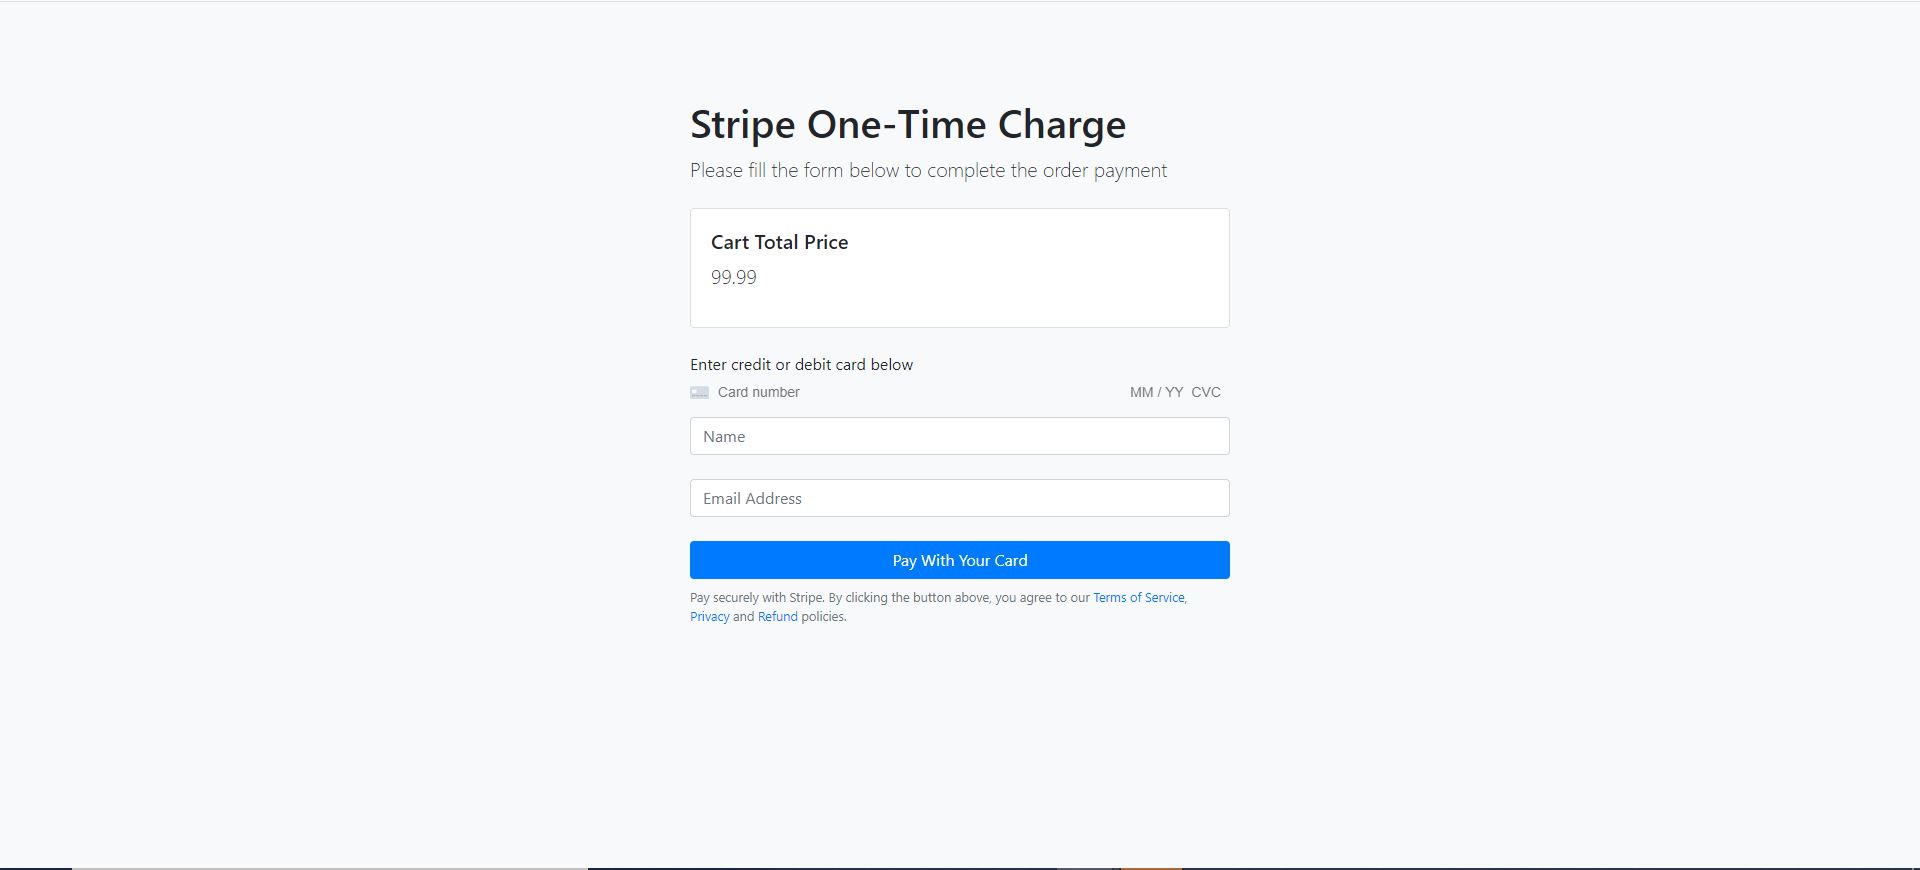 Stripe One-Time Charge
Please fill the form below to complete the order payment
Cart Total Price
99.99
Enter credit or debit card below
Card number MM / YY CVC
Name
Email Address
Pay With Your Card
Pay securely with Stripe. By clicking the button above, you agree to our Terms of Service,
Privacy and Refund policies.